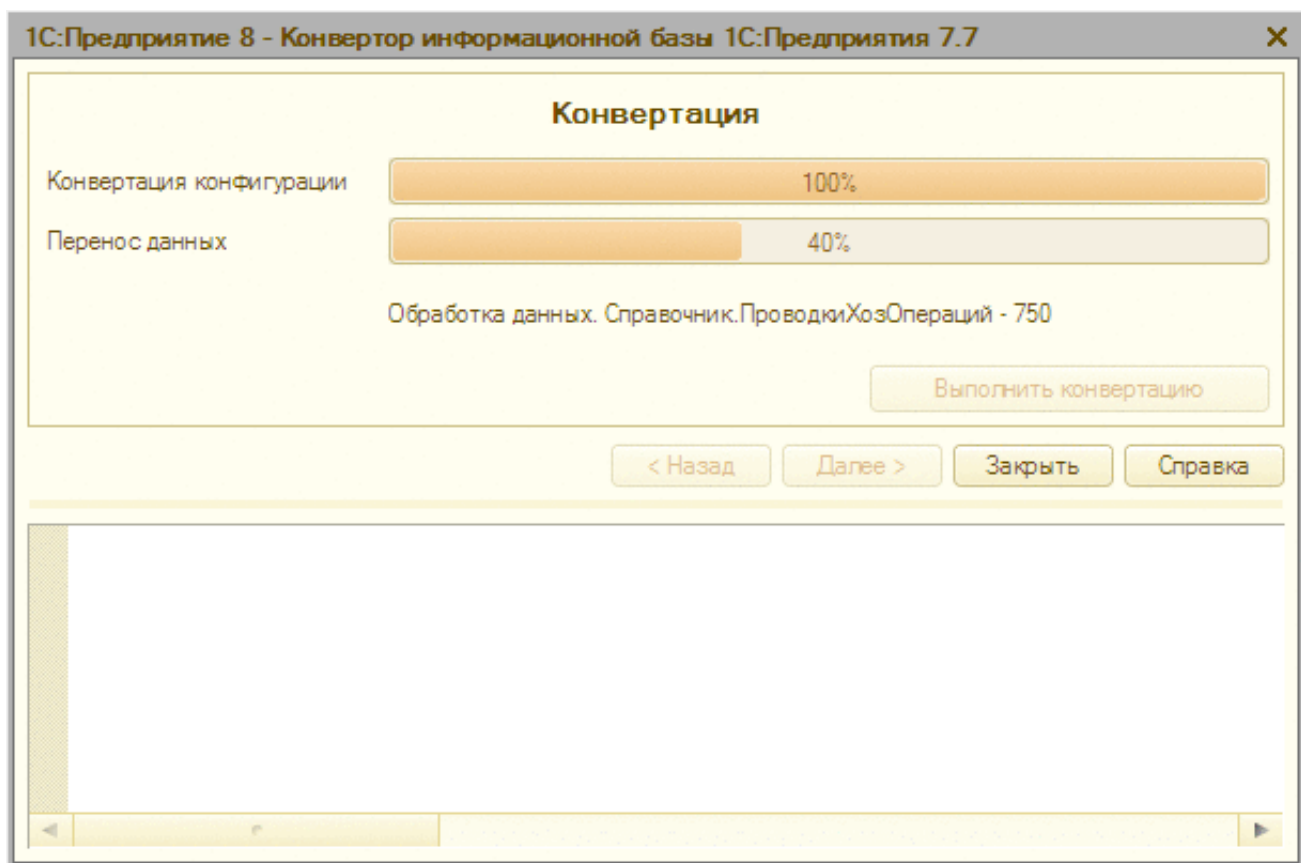 1С:Предприятие 8 - Конвертор информационной базы 1С:Предприятия 7.7
Конвертация
Конвертация конфигурации 100%
Перенос данных 40%
Обработка данных. Справочник.ПроводкиХозОпераций - 750
Выполнить конвертацию
< Назад Далее > Закрыть Справка